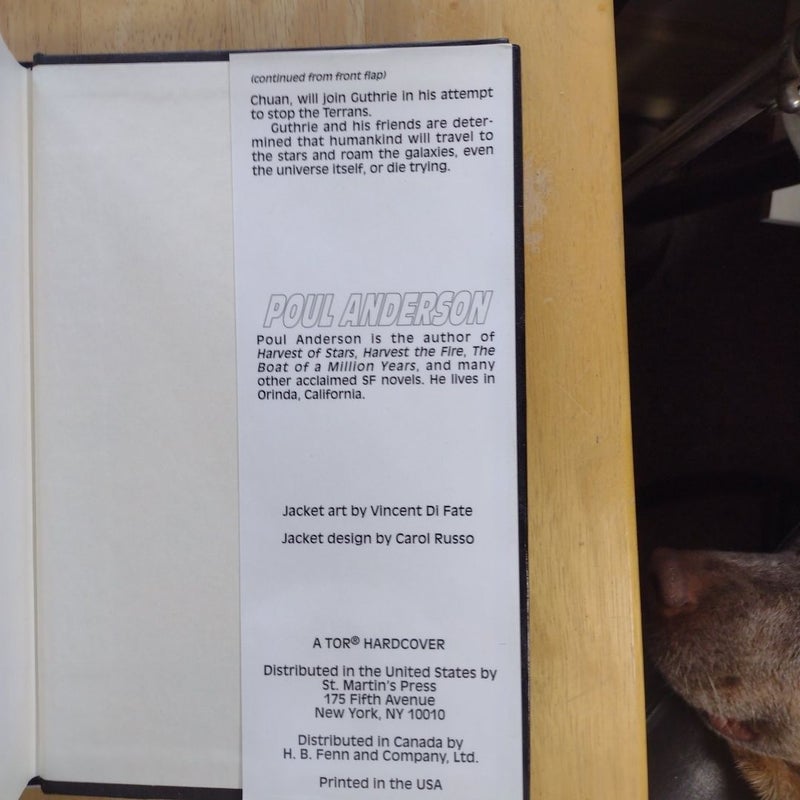 (continued from front flap)
Chuan, will join Guthrie in his attempt
to stop the Terrans.
Guthrie and his friends are deter-
mined that humankind will travel to
the stars and roam the galaxies, even
the universe itself, or die trying.
POUL ANDERSON
Poul Anderson is the author of
Harvest of Stars, Harvest the Fire, The
Boat of a Million Years, and many
other acclaimed SF novels. He lives in
Orinda, California.
Jacket art by Vincent Di Fate
Jacket design by Carol Russo
A TOR® HARDCOVER
Distributed in the United States by
St. Martin's Press
175 Fifth Avenue
New York, NY 10010
Distributed in Canada by
H. B. Fenn and Company, Ltd.
Printed in the USA